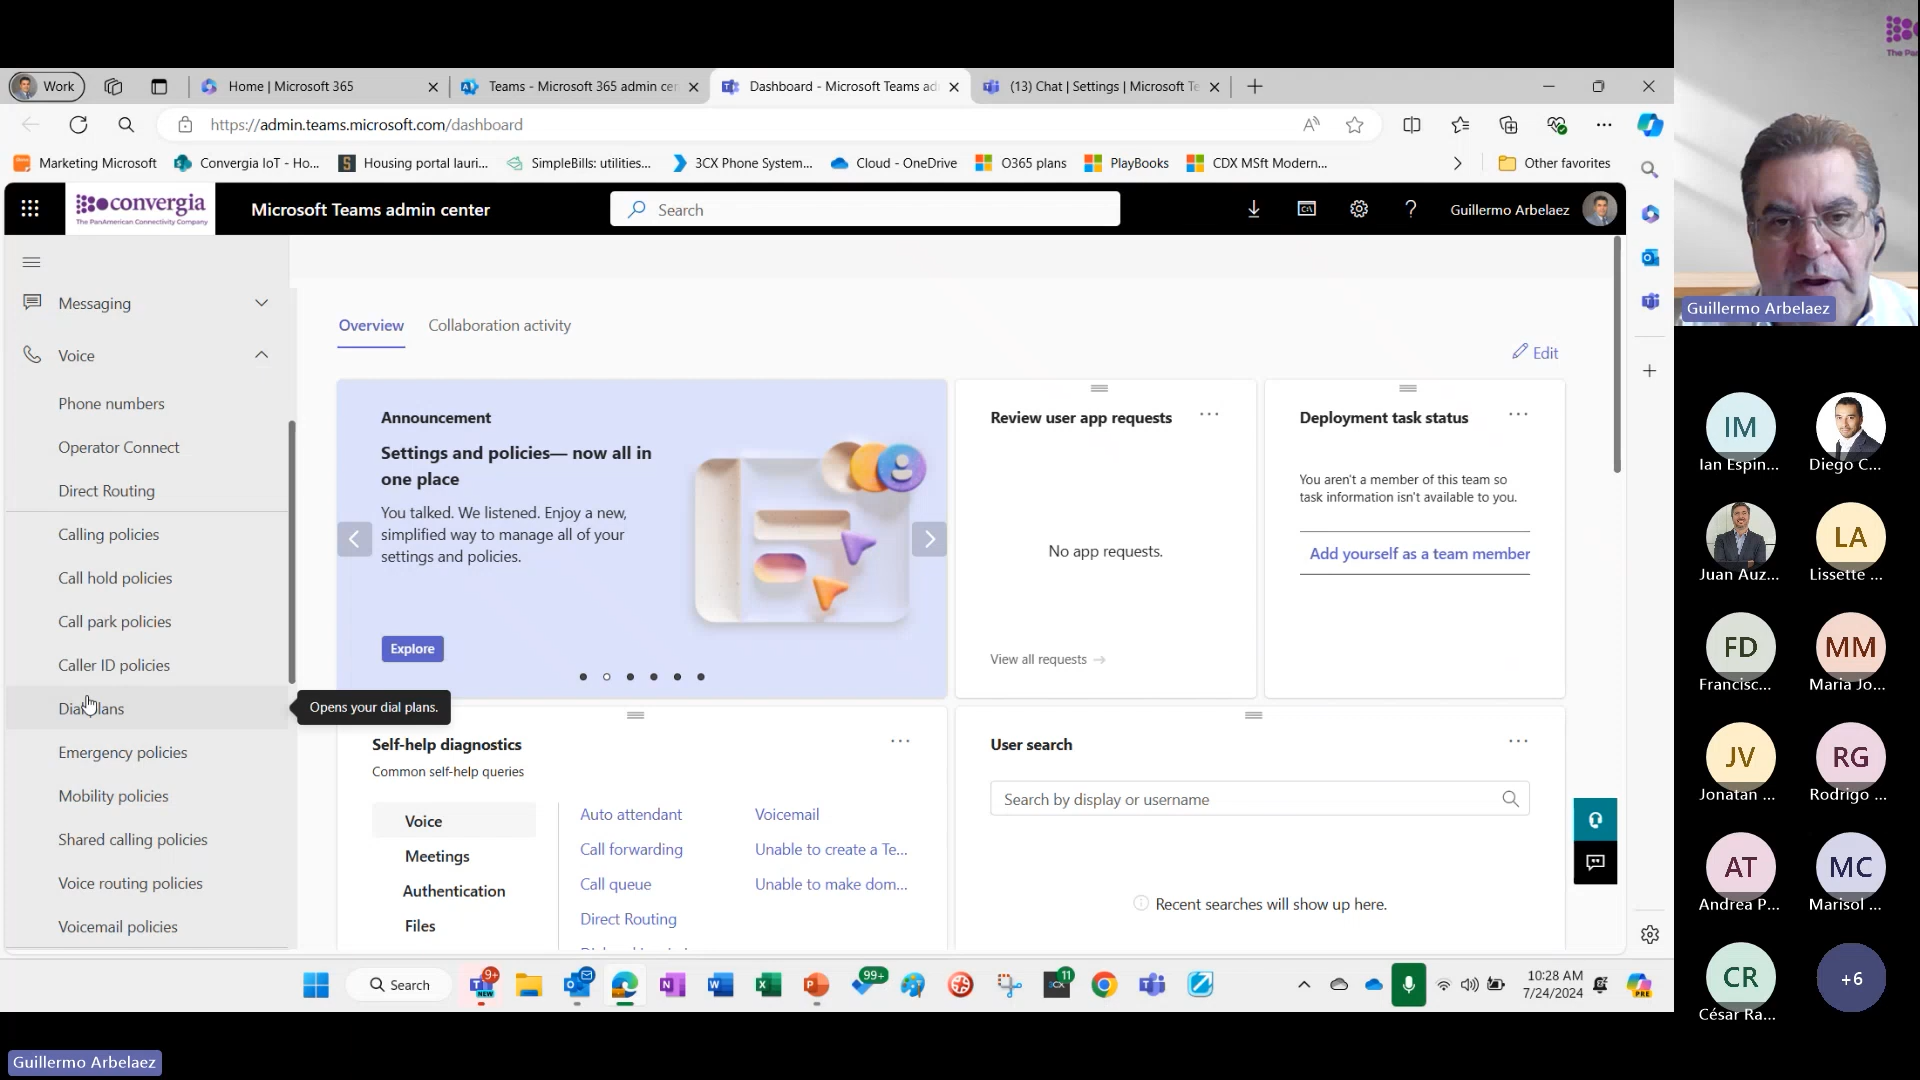 Work
Home | Microsoft 365
Teams - Microsoft 365 admin cen
Dashboard - Microsoft Teams ad
(13) Chat | Settings | Microsoft Te
https://admin.teams.microsoft.com/dashboard
Marketing Microsoft
Convergia IoT - Ho...
Housing portal lauri...
SimpleBills: utilities...
3CX Phone System...
Cloud - OneDrive
O365 plans
PlayBooks
CDX MSft Modern...
Other favorites
convergia
The PanAmerican Connectivity Company
Microsoft Teams admin center
Search
Guillermo Arbelaez
Messaging
Voice
Phone numbers
Operator Connect
Direct Routing
Calling policies
Call hold policies
Call park policies
Caller ID policies
Dial plans
Opens your dial plans.
Emergency policies
Mobility policies
Shared calling policies
Voice routing policies
Voicemail policies
Overview
Collaboration activity
Edit
Announcement
Settings and policies— now all in
one place
You talked. We listened. Enjoy a new,
simplified way to manage all of your
settings and policies.
Explore
Review user app requests
No app requests.
View all requests
Deployment task status
You aren't a member of this team so
task information isn't available to you.
Add yourself as a team member
Self-help diagnostics
Common self-help queries
Voice
Meetings
Authentication
Files
Auto attendant
Call forwarding
Call queue
Direct Routing
Voicemail
Unable to create a Te...
Unable to make dom...
User search
Search by display or username
Recent searches will show up here.
Search
9+
NEW
99+
11
10:28 AM
7/24/2024
PRE
The Pan
Guillermo Arbelaez
IM
Ian Espin...
Diego C...
Juan Auz...
LA
Lissette ...
FD
Francisc...
MM
Maria Jo...
JV
Jonatan ...
RG
Rodrigo ...
AT
Andrea P...
MC
Marisol ...
CR
César Ra...
+6
Guillermo Arbelaez